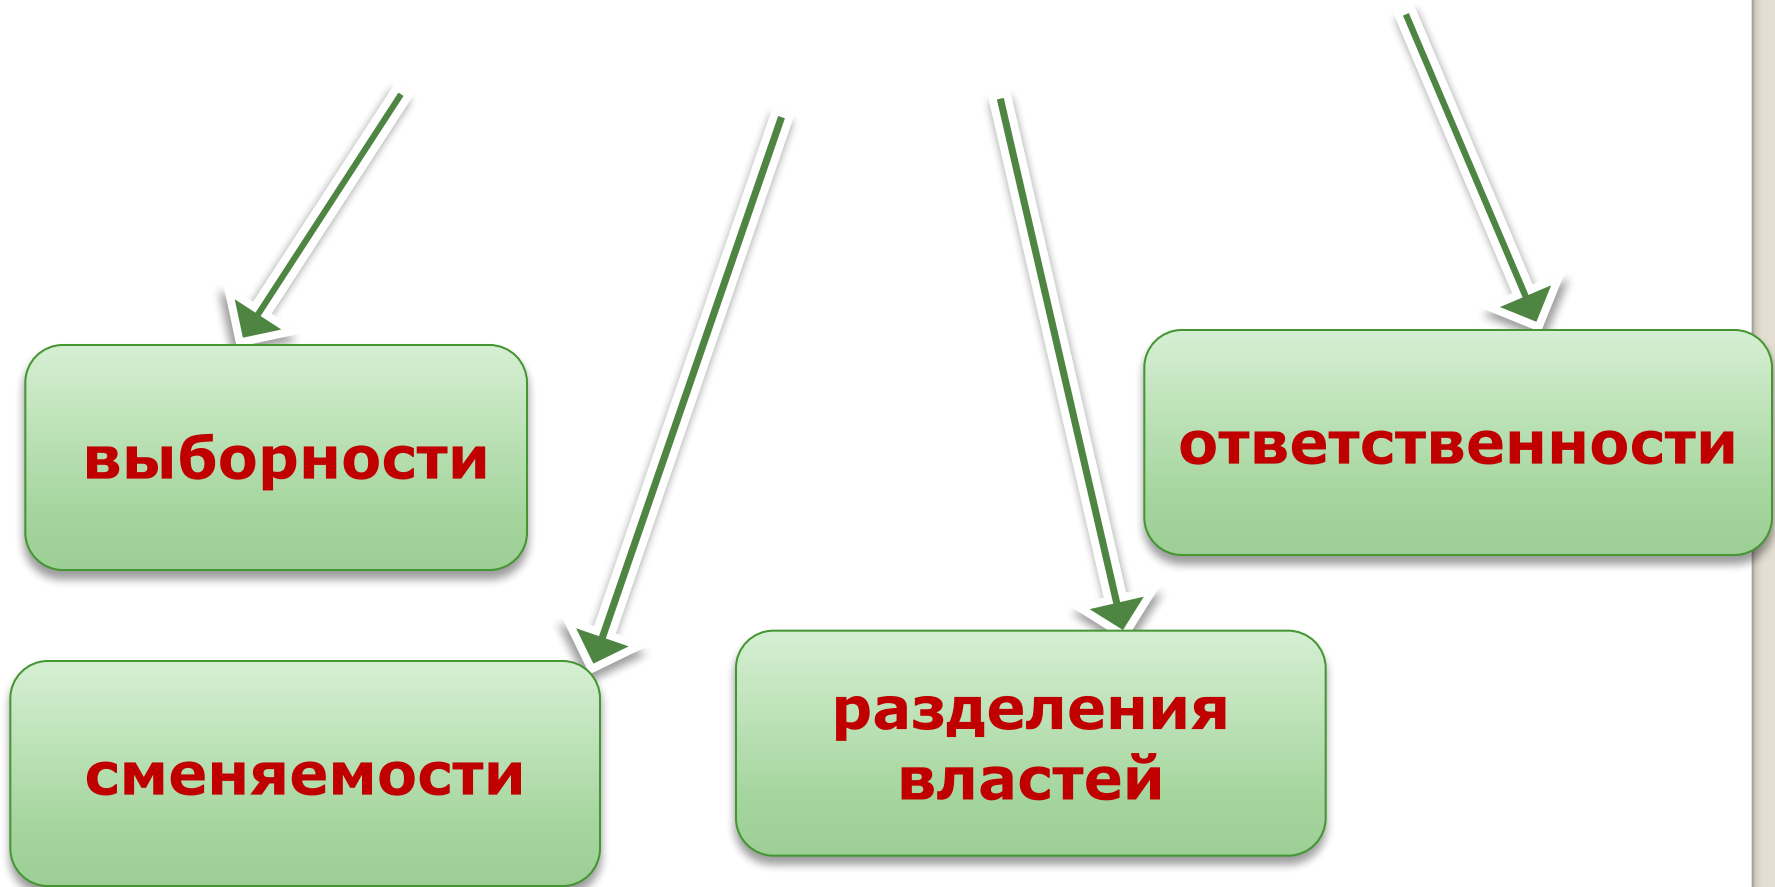 выборности
ответственности
сменяемости
разделения
властей